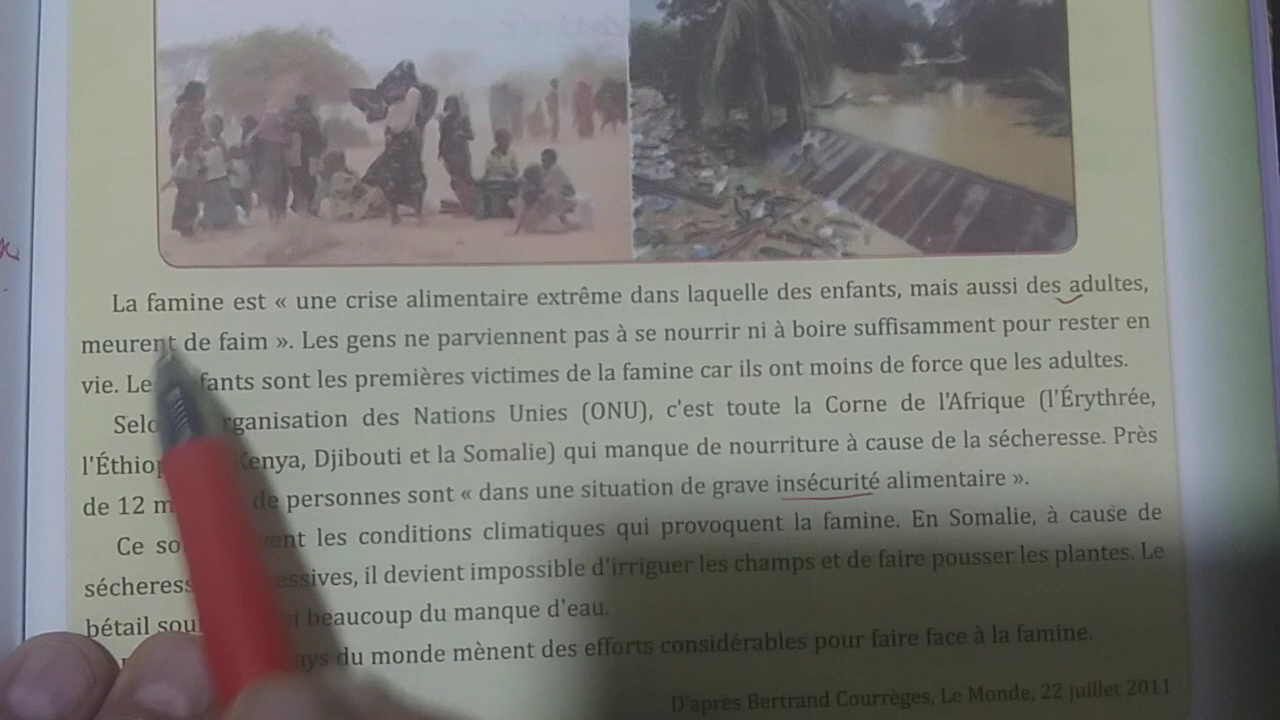 La famine est « une crise alimentaire extrême dans laquelle des enfants, mais aussi des adultes,
meurent de faim ». Les gens ne parviennent pas à se nourrir ni à boire suffisamment pour rester en
vie. Le fants sont les premières victimes de la famine car ils ont moins de force que les adultes.
Selo rganisation des Nations Unies (ONU), c'est toute la Corne de l'Afrique (l'Érythrée,
l'Éthiop Kenya, Djibouti et la Somalie) qui manque de nourriture à cause de la sécheresse. Près
de 12 m de personnes sont « dans une situation de grave insécurité alimentaire ».
Ce so vent les conditions climatiques qui provoquent la famine. En Somalie, à cause de
sécheress essives, il devient impossible d'irriguer les champs et de faire pousser les plantes. Le
bétail sou i beaucoup du manque d'eau.
ays du monde mènent des efforts considérables pour faire face à la famine.
D'après Bertrand Courrèges, Le Monde, 22 juillet 2011